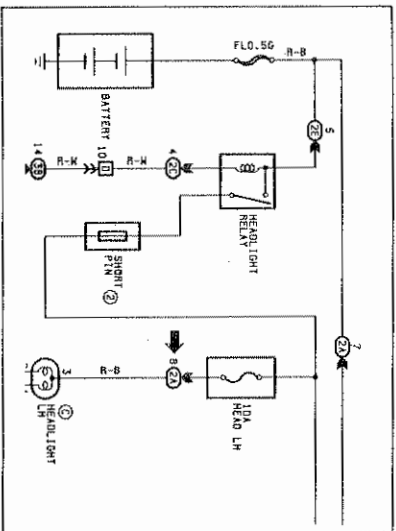 FL0.5G
R-B
BATTERY
5
2E
14
3B
R-W
10
D
R-W
4
2C
HEADLIGHT
RELAY
SHORT
PIN
2
7
2A
8
2A
10A
HEAD LH
3
R-B
C
HEADLIGHT
LH